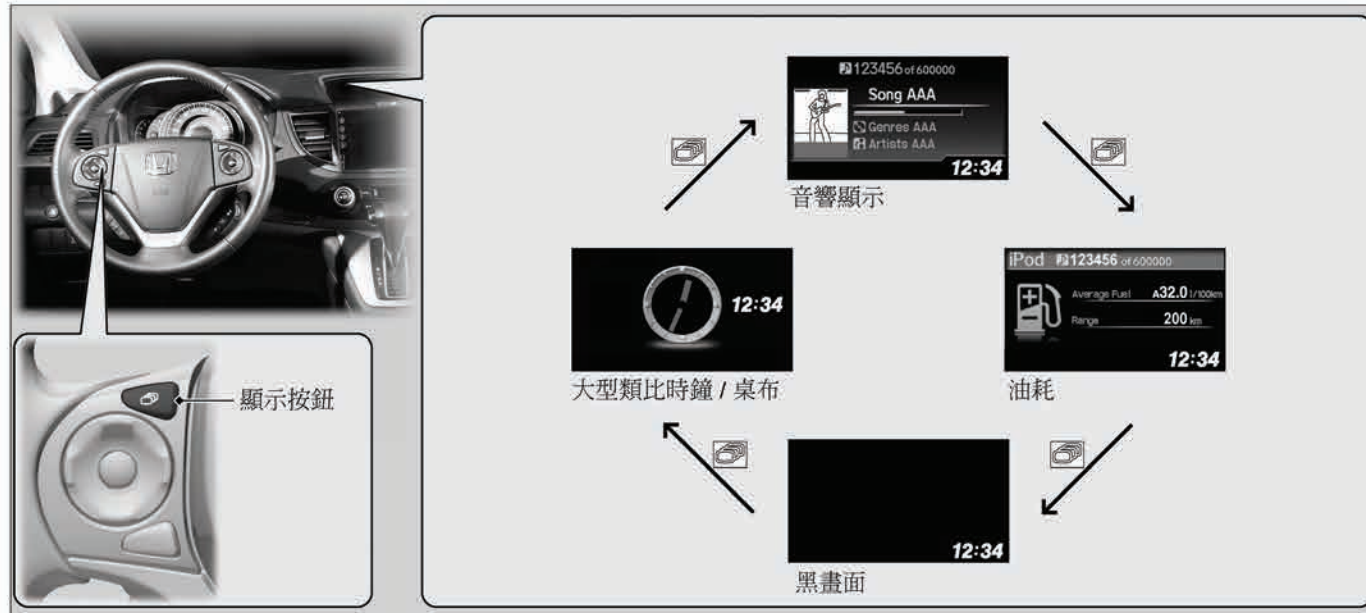 顯示按鈕
123456 of 600000
Song AAA
Genres AAA
Artists AAA
12:34
音響顯示
12:34
大型類比時鐘 / 桌布
iPod 123456 of 600000
Average Fuel A32.0 l/100km
Range 200 km
12:34
油耗
12:34
黑畫面